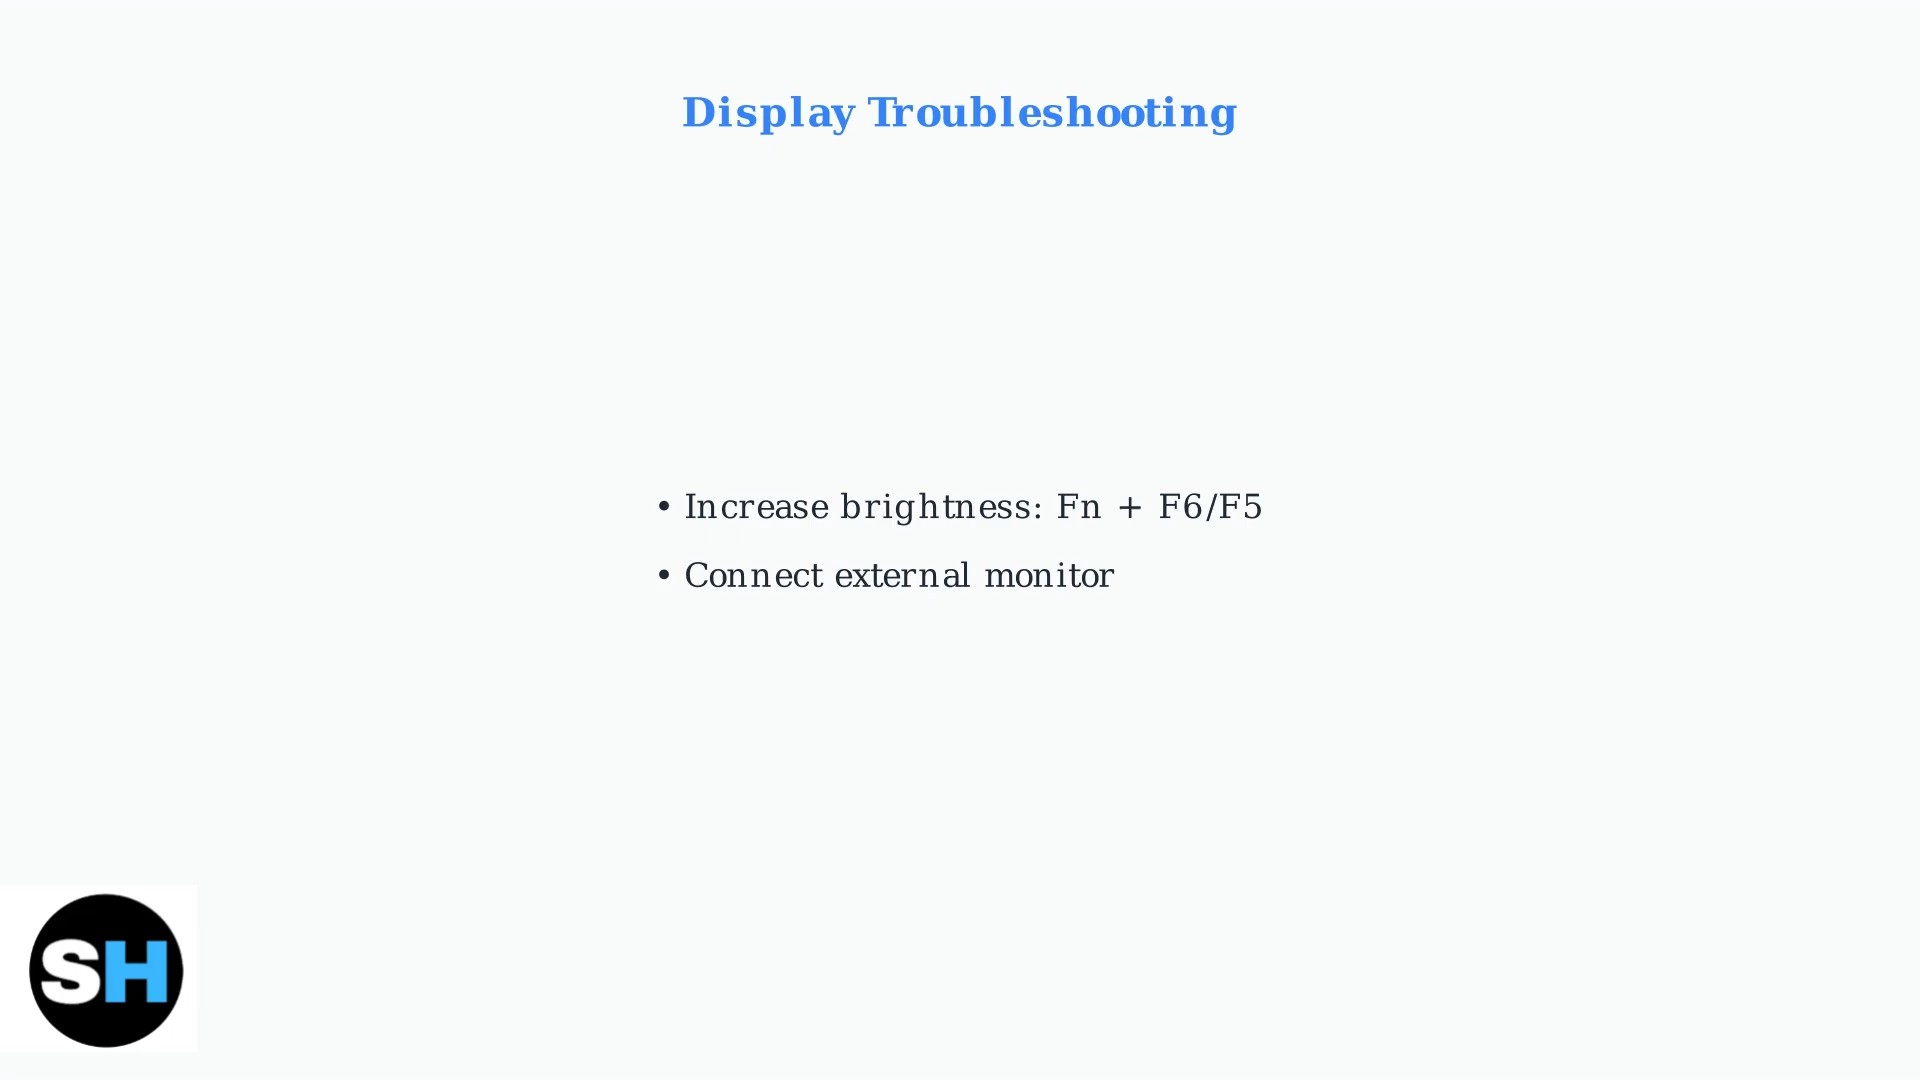 Display Troubleshooting
• Increase brightness: Fn + F6/F5
• Connect external monitor
SH